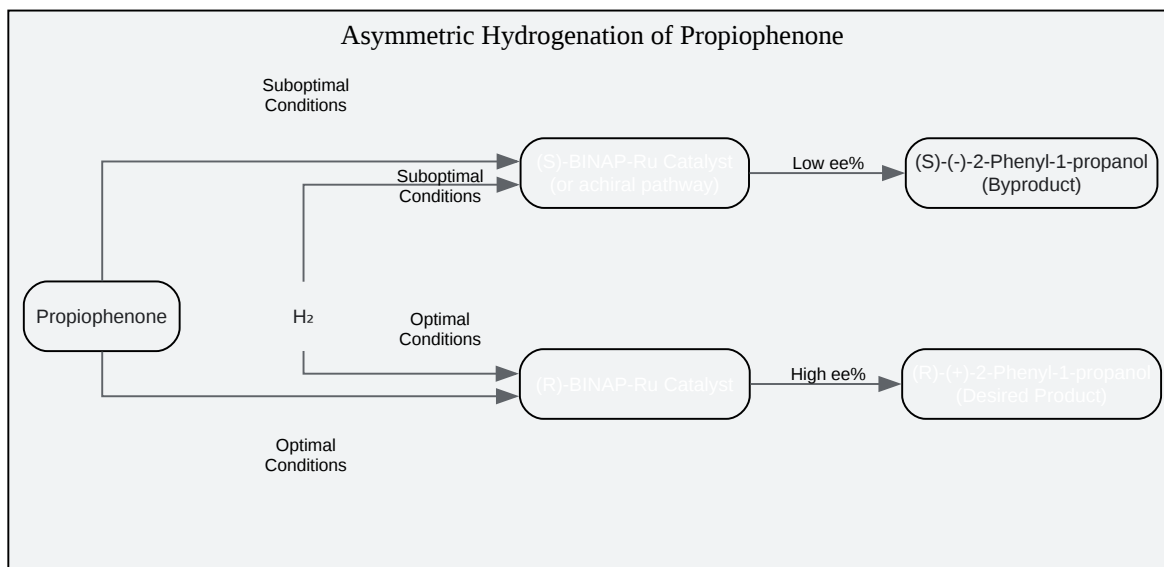 Asymmetric Hydrogenation of Propiophenone
Suboptimal
Conditions
(S)-BINAP-Ru Catalyst
(or achiral pathway)
Low ee%
(S)-(-)-2-Phenyl-1-propanol
(Byproduct)
Suboptimal
Conditions
Propiophenone
H₂
Optimal
Conditions
(R)-BINAP-Ru Catalyst
High ee%
(R)-(+)-2-Phenyl-1-propanol
(Desired Product)
Optimal
Conditions